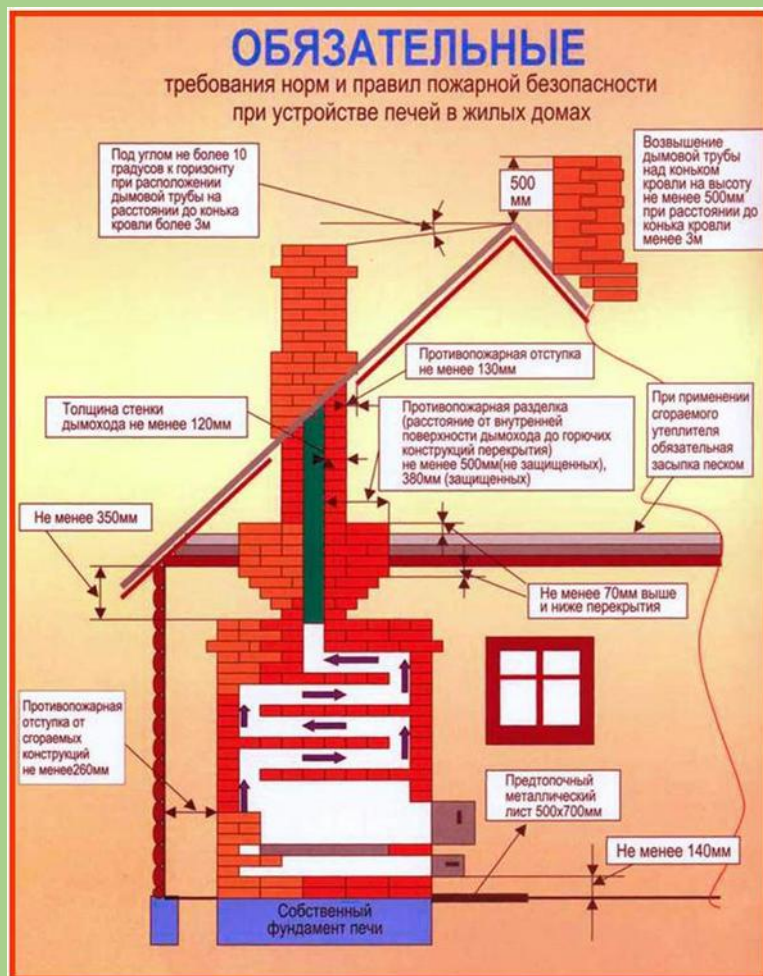 ОБЯЗАТЕЛЬНЫЕ
требования норм и правил пожарной безопасности
при устройстве печей в жилых домах
Под углом не более 10
градусов к горизонту
при расположении
дымовой трубы на
расстоянии до конька
кровли более 3м
500
мм
Возвышение
дымовой трубы
над коньком
кровли на высоту
не менее 500мм
при расстоянии до
конька кровли
менее 3м
Противопожарная отступка
не менее 130мм
Толщина стенки
дымохода не менее 120мм
Противопожарная разделка
(расстояние от внутренней
поверхности дымохода до горючих
конструкций перекрытия)
не менее 500мм(не защищенных),
380мм (защищенных)
При применении
сгораемого
утеплителя
обязательная
засыпка песком
Не менее 350мм
Не менее 70мм выше
и ниже перекрытия
Противопожарная
отступка от
сгораемых
конструкций
не менее260мм
Предтопочный
металлический
лист 500х700мм
Не менее 140мм
Собственный
фундамент печи